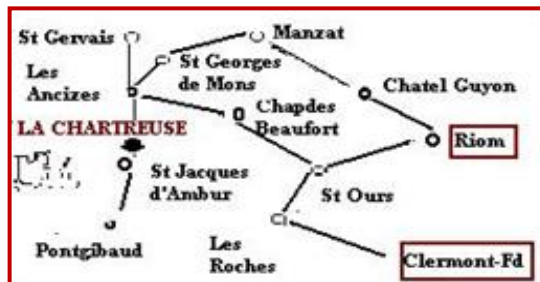 St Gervais
Manzat
St Georges
de Mons
Les
Ancizes
Chatel Guyon
Chapdes
Beaufort
LA CHARTREUSE
Riom
St Jacques
d'Ambur
St Ours
Pontgibaud
Les
Roches
Clermont-Fd